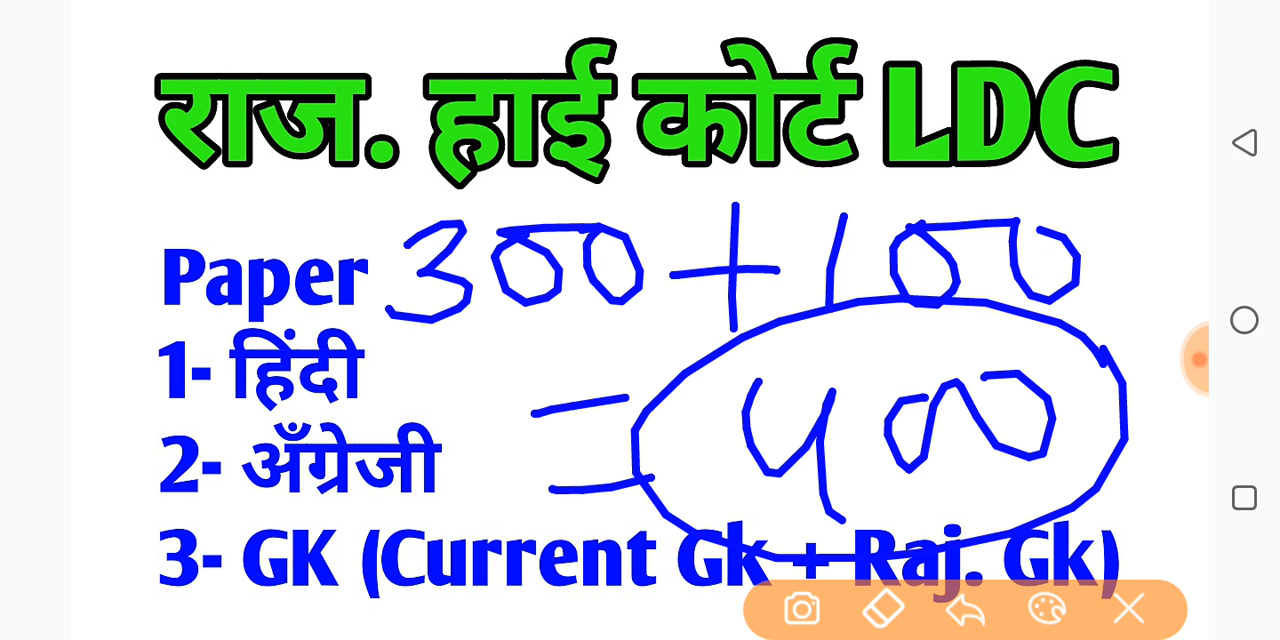 राज. हाई कोर्ट LDC
Paper 300 + 100
1- हिंदी
= 400
2- अँग्रेजी
3- GK (Current Gk + Raj. Gk)